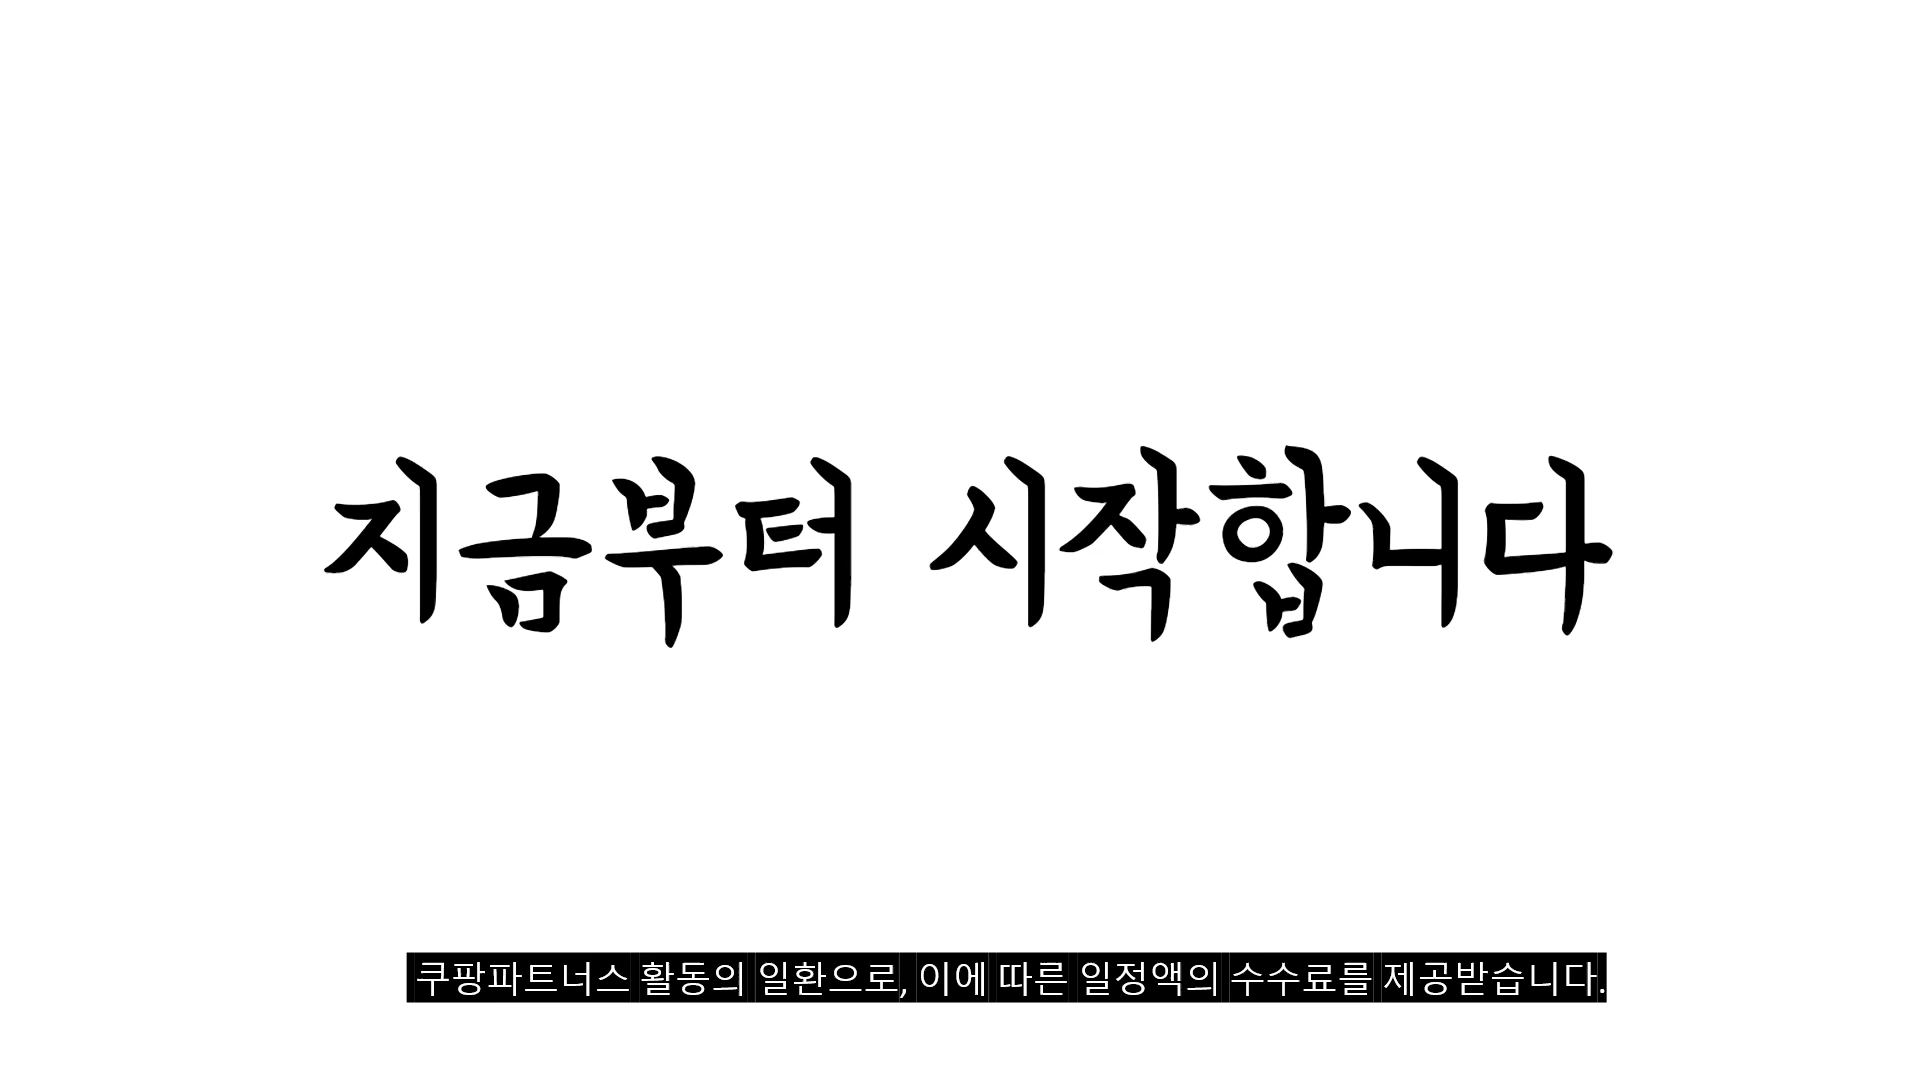 지금부터 시작합니다
쿠팡파트너스 활동의 일환으로, 이에 따른 일정액의 수수료를 제공받습니다.